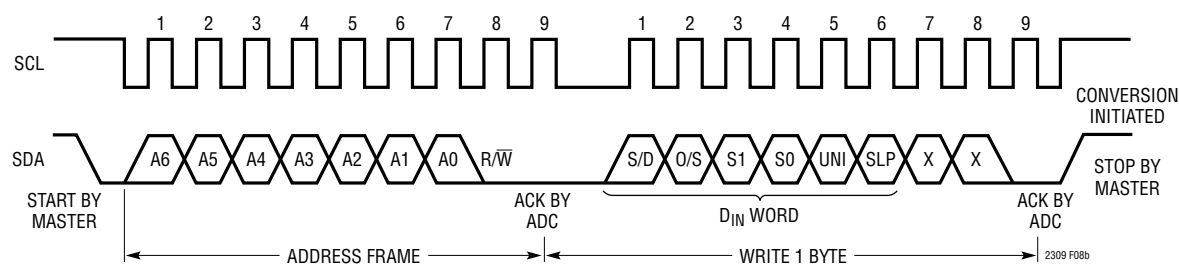 1 2 3 4 5 6 7 8 9 1 2 3 4 5 6 7 8 9
SCL
CONVERSION
INITIATED
SDA A6 A5 A4 A3 A2 A1 A0 R/W̅ S/D O/S S1 S0 UNI SLP X X
STOP BY
MASTER
START BY
MASTER
ACK BY
ADC
DIN WORD
ACK BY
ADC
ADDRESS FRAME WRITE 1 BYTE 2309 F08b